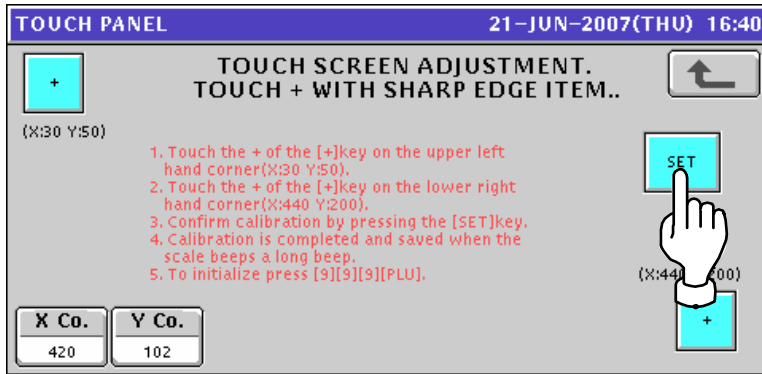 TOUCH PANEL 21-JUN-2007(THU) 16:40
+
TOUCH SCREEN ADJUSTMENT.
TOUCH + WITH SHARP EDGE ITEM..
(X:30 Y:50)
1. Touch the + of the [+]key on the upper left
hand corner(X:30 Y:50).
2. Touch the + of the [+]key on the lower right
hand corner(X:440 Y:200).
3. Confirm calibration by pressing the [SET]key.
4. Calibration is completed and saved when the
scale beeps a long beep.
5. To initialize press [9][9][9][PLU].
SET
(X:440 00)
+
X Co. Y Co.
420 102